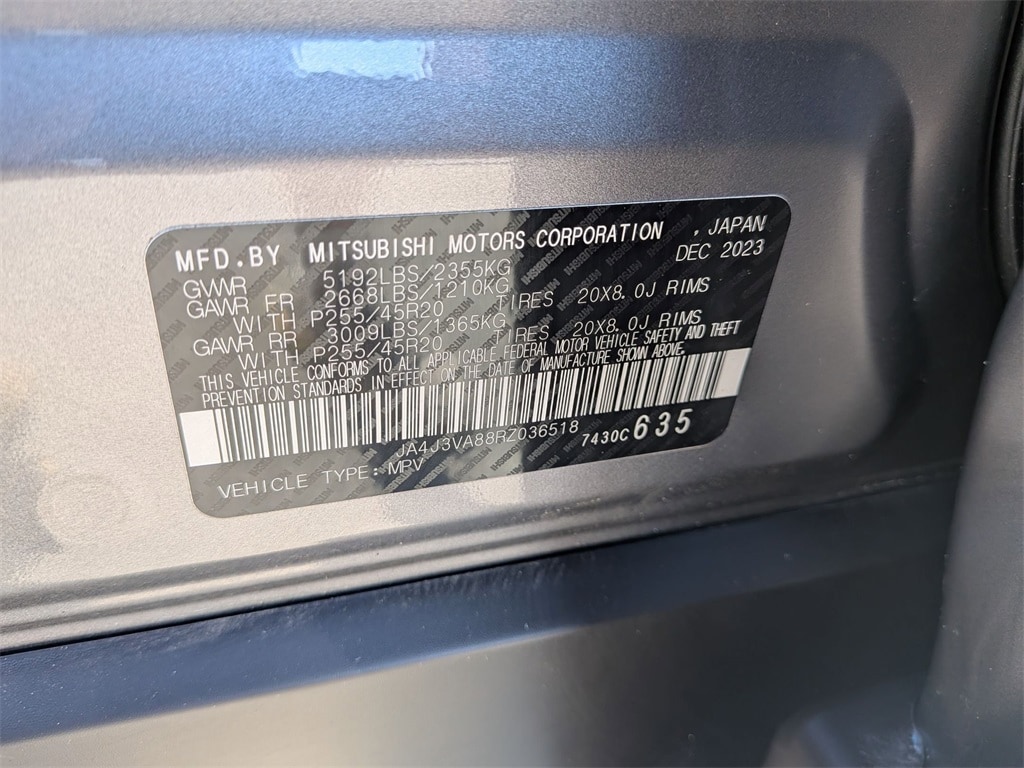 MFD.BY MITSUBISHI MOTORS CORPORATION , JAPAN
GVWR 5192LBS/2355KG DEC 2023
GAWR FR 2668LBS/1210KG
WITH P255/45R20 TIRES 20X8.0J RIMS
GAWR RR 3009LBS/1365KG
WITH P255/45R20 TIRES 20X8.0J RIMS
THIS VEHICLE CONFORMS TO ALL APPLICABLE FEDERAL MOTOR VEHICLE SAFETY AND THEFT
PREVENTION STANDARDS IN EFFECT ON THE DATE OF MANUFACTURE SHOWN ABOVE.
JA4J3VA88RZ036518 7430C 635
VEHICLE TYPE:MPV